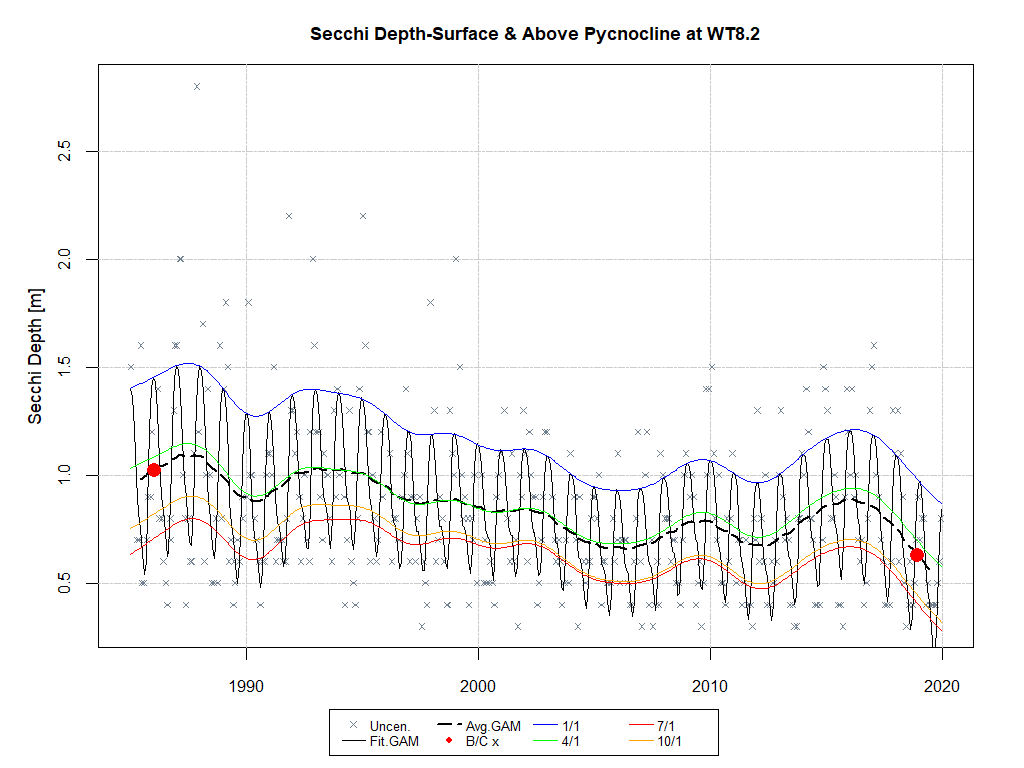 Secchi Depth-Surface & Above Pycnocline at WT8.2
Secchi Depth [m]
2.5
2.0
1.5
1.0
0.5
1990 2000 2010 2020
Uncen. Avg.GAM 1/1 7/1
Fit.GAM B/C x 4/1 10/1